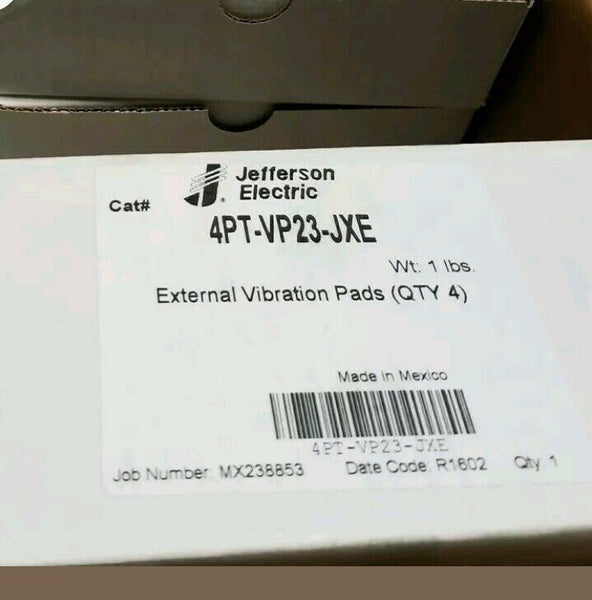 Jefferson
Electric
Cat#
4PT-VP23-JXE
Wt: 1 lbs.
External Vibration Pads (QTY 4)
Made in Mexico
4PT-VP23-JXE
Job Number: MX238853 Date Code: R1602 Qty: 1